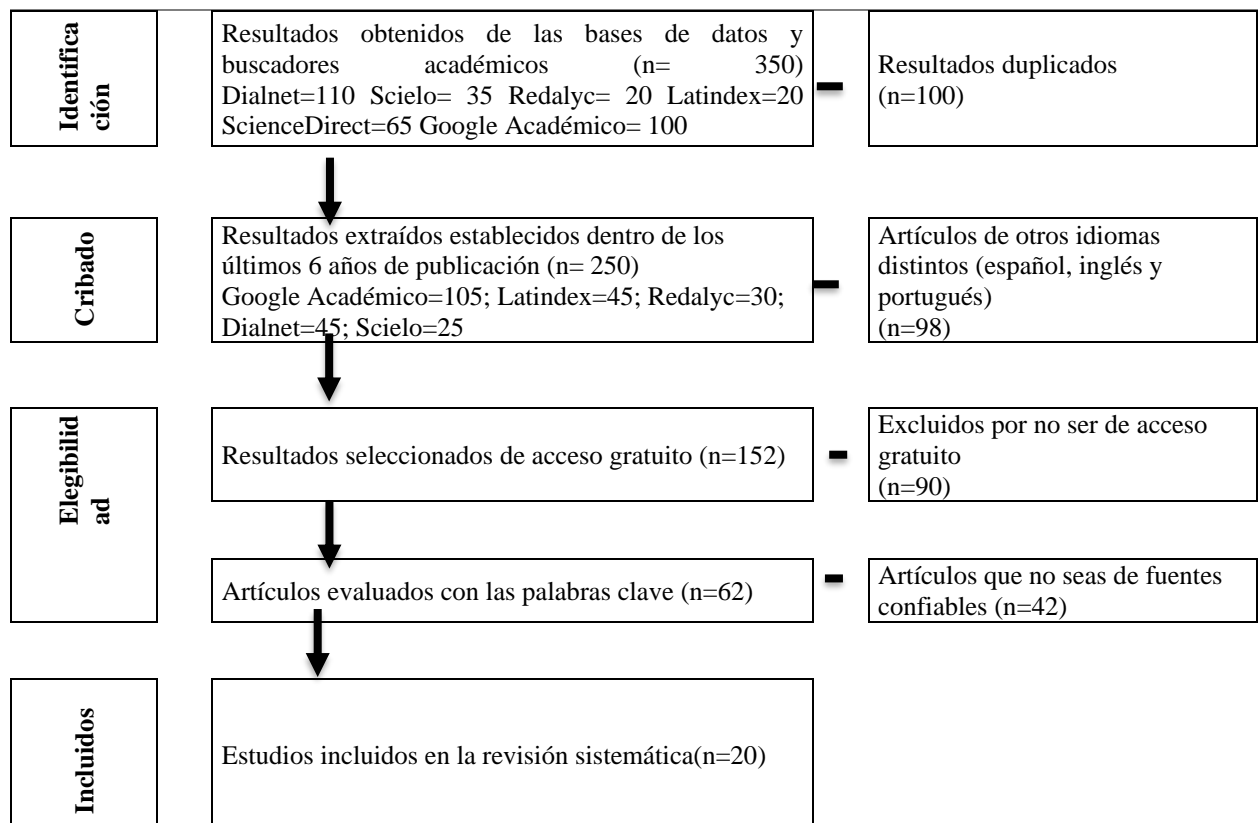 Identifica
ción
Resultados obtenidos de las bases de datos y
buscadores académicos (n= 350)
Dialnet=110 Scielo= 35 Redalyc= 20 Latindex=20
ScienceDirect=65 Google Académico= 100
Resultados duplicados
(n=100)
Cribado
Resultados extraídos establecidos dentro de los
últimos 6 años de publicación (n= 250)
Google Académico=105; Latindex=45; Redalyc=30;
Dialnet=45; Scielo=25
Artículos de otros idiomas
distintos (español, inglés y
portugués)
(n=98)
Elegibilid
ad
Resultados seleccionados de acceso gratuito (n=152)
Excluidos por no ser de acceso
gratuito
(n=90)
Artículos evaluados con las palabras clave (n=62)
Artículos que no seas de fuentes
confiables (n=42)
Incluidos
Estudios incluidos en la revisión sistemática(n=20)